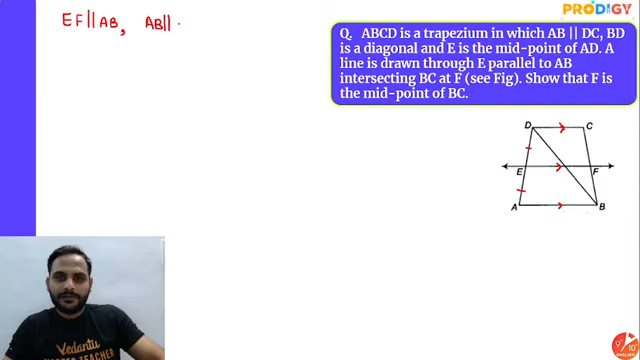 EF||AB, AB||
PRODIGY
Q. ABCD is a trapezium in which AB || DC, BD
is a diagonal and E is the mid-point of AD. A
line is drawn through E parallel to AB
intersecting BC at F (see Fig). Show that F is
the mid-point of BC.
D C
E F
A B
Vedantu